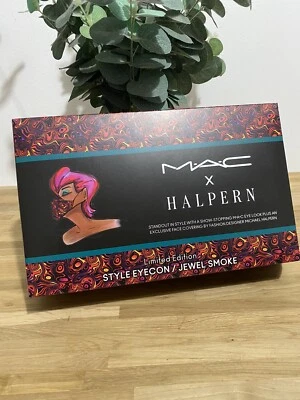 MAC
X
HALPERN
STANDOUT IN STYLE WITH A SHOW-STOPPING M·A·C EYE LOOK PLUS AN
EXCLUSIVE FACE COVERING BY FASHION DESIGNER MICHAEL HALPERN
Limited Edition
STYLE EYECON / JEWEL SMOKE